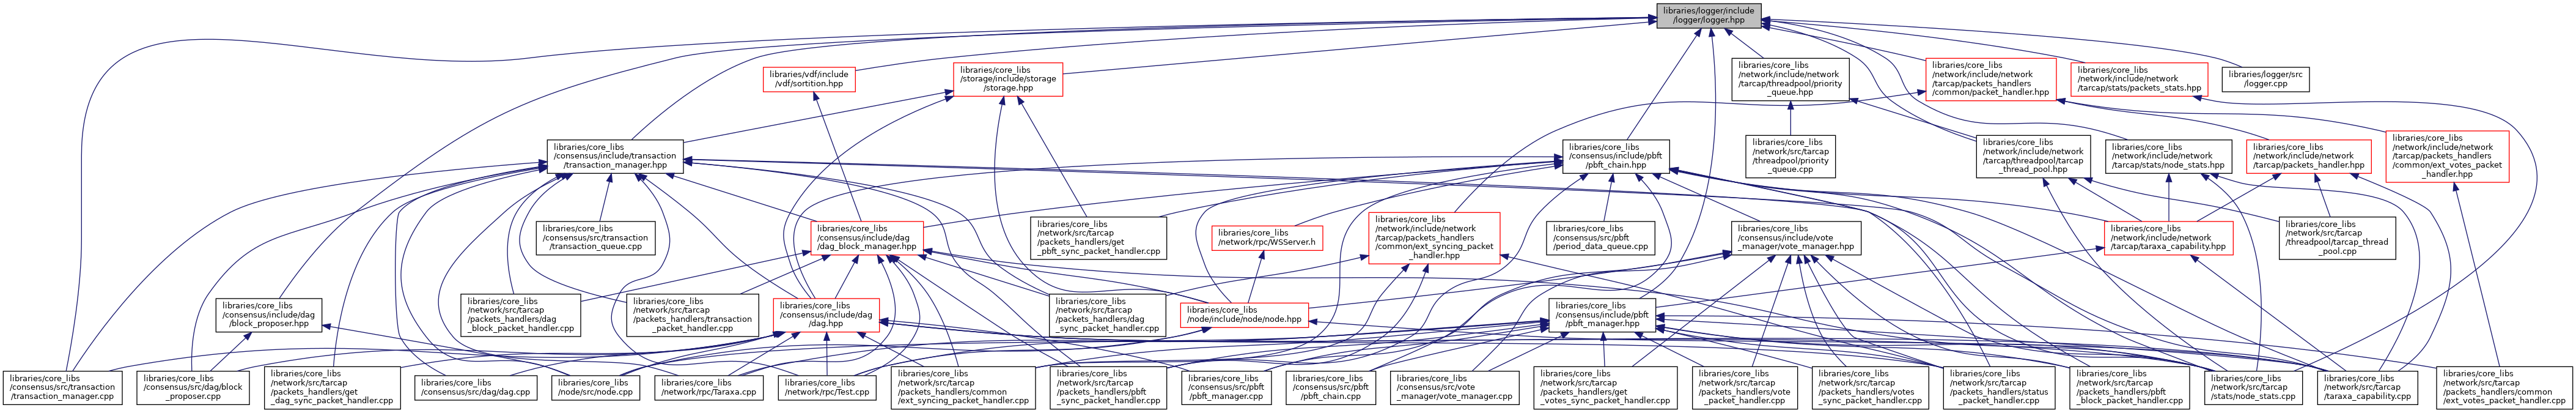 libraries/logger/include
/logger/logger.hpp
libraries/vdf/include
/vdf/sortition.hpp
libraries/core_libs
/storage/include/storage
/storage.hpp
libraries/core_libs
/network/include/network
/tarcap/threadpool/priority
_queue.hpp
libraries/core_libs
/network/include/network
/tarcap/packets_handlers
/common/packet_handler.hpp
libraries/core_libs
/network/include/network
/tarcap/stats/packets_stats.hpp
libraries/logger/src
/logger.cpp
libraries/core_libs
/consensus/include/transaction
/transaction_manager.hpp
libraries/core_libs
/consensus/include/pbft
/pbft_chain.hpp
libraries/core_libs
/network/src/tarcap
/threadpool/priority
_queue.cpp
libraries/core_libs
/network/include/network
/tarcap/threadpool/tarcap
_thread_pool.hpp
libraries/core_libs
/network/include/network
/tarcap/stats/node_stats.hpp
libraries/core_libs
/network/include/network
/tarcap/packets_handler.hpp
libraries/core_libs
/network/include/network
/tarcap/packets_handlers
/common/ext_votes_packet
_handler.hpp
libraries/core_libs
/consensus/src/transaction
/transaction_queue.cpp
libraries/core_libs
/consensus/include/dag
/dag_block_manager.hpp
libraries/core_libs
/network/src/tarcap
/packets_handlers/get
_pbft_sync_packet_handler.cpp
libraries/core_libs
/network/rpc/WSServer.h
libraries/core_libs
/network/include/network
/tarcap/packets_handlers
/common/ext_syncing_packet
_handler.hpp
libraries/core_libs
/consensus/src/pbft
/period_data_queue.cpp
libraries/core_libs
/consensus/include/vote
_manager/vote_manager.hpp
libraries/core_libs
/network/include/network
/tarcap/taraxa_capability.hpp
libraries/core_libs
/network/src/tarcap
/threadpool/tarcap_thread
_pool.cpp
libraries/core_libs
/consensus/include/dag
/block_proposer.hpp
libraries/core_libs
/network/src/tarcap
/packets_handlers/dag
_block_packet_handler.cpp
libraries/core_libs
/network/src/tarcap
/packets_handlers/transaction
_packet_handler.cpp
libraries/core_libs
/consensus/include/dag
/dag.hpp
libraries/core_libs
/network/src/tarcap
/packets_handlers/dag
_sync_packet_handler.cpp
libraries/core_libs
/node/include/node/node.hpp
libraries/core_libs
/consensus/include/pbft
/pbft_manager.hpp
libraries/core_libs
/consensus/src/transaction
/transaction_manager.cpp
libraries/core_libs
/consensus/src/dag/block
_proposer.cpp
libraries/core_libs
/network/src/tarcap
/packets_handlers/get
_dag_sync_packet_handler.cpp
libraries/core_libs
/consensus/src/dag/dag.cpp
libraries/core_libs
/node/src/node.cpp
libraries/core_libs
/network/rpc/Taraxa.cpp
libraries/core_libs
/network/rpc/Test.cpp
libraries/core_libs
/network/src/tarcap
/packets_handlers/common
/ext_syncing_packet_handler.cpp
libraries/core_libs
/network/src/tarcap
/packets_handlers/pbft
_sync_packet_handler.cpp
libraries/core_libs
/consensus/src/pbft
/pbft_manager.cpp
libraries/core_libs
/consensus/src/pbft
/pbft_chain.cpp
libraries/core_libs
/consensus/src/vote
_manager/vote_manager.cpp
libraries/core_libs
/network/src/tarcap
/packets_handlers/get
_votes_sync_packet_handler.cpp
libraries/core_libs
/network/src/tarcap
/packets_handlers/vote
_packet_handler.cpp
libraries/core_libs
/network/src/tarcap
/packets_handlers/votes
_sync_packet_handler.cpp
libraries/core_libs
/network/src/tarcap
/packets_handlers/status
_packet_handler.cpp
libraries/core_libs
/network/src/tarcap
/packets_handlers/pbft
_block_packet_handler.cpp
libraries/core_libs
/network/src/tarcap
/stats/node_stats.cpp
libraries/core_libs
/network/src/tarcap
/taraxa_capability.cpp
libraries/core_libs
/network/src/tarcap
/packets_handlers/common
/ext_votes_packet_handler.cpp